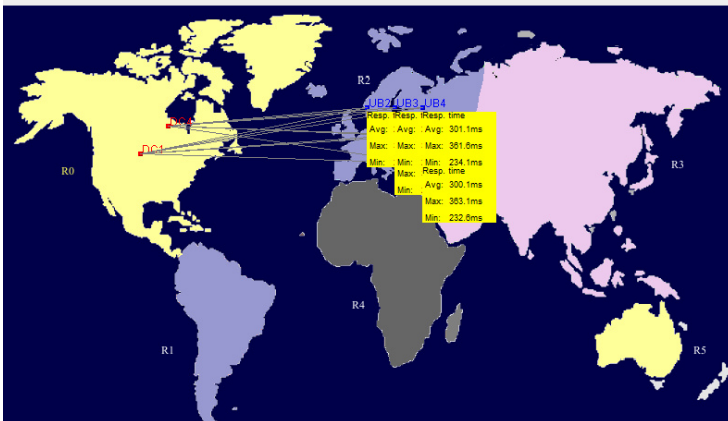 R2
UB2 UB3 UB4
DC1
Resp. Resp. Resp. time
Avg: Avg: 301.1ms
Max: Max: 361.6ms
Min: Min: 234.1ms
R0
R3
Max: Resp. time
Avg: 300.1ms
Min: Max: 363.1ms
Min: 232.6ms
R4
R1
R5